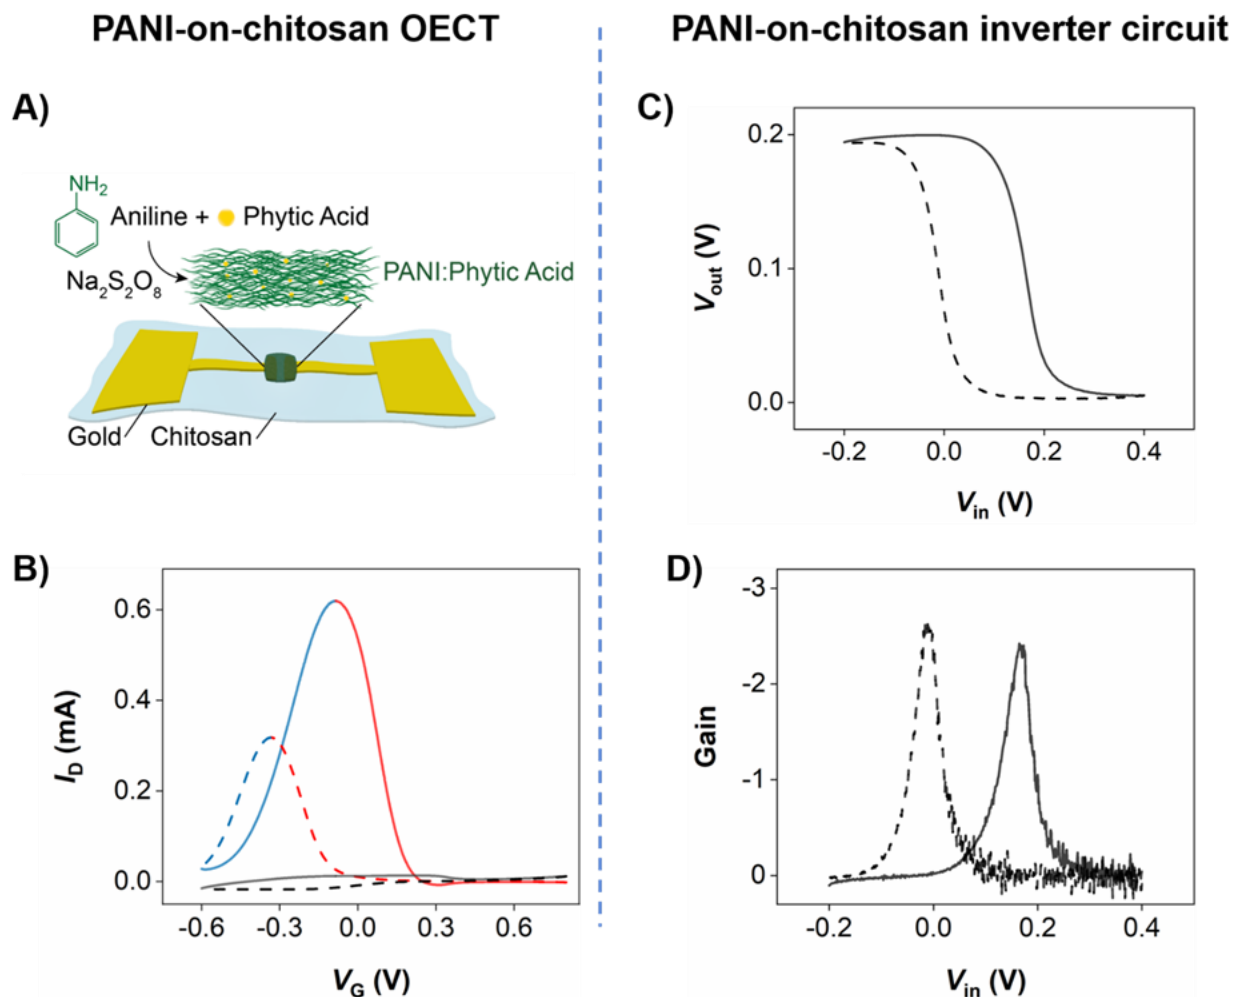 PANI-on-chitosan OECT
PANI-on-chitosan inverter circuit
A)
NH2
Aniline + Phytic Acid
Na2S2O8
PANI:Phytic Acid
Gold
Chitosan
B)
0.6
0.4
0.2
0.0
ID (mA)
-0.6 -0.3 0.0 0.3 0.6
VG (V)
C)
0.2
0.1
0.0
Vout (V)
-0.2 0.0 0.2 0.4
Vin (V)
D)
-3
-2
-1
0
Gain
-0.2 0.0 0.2 0.4
Vin (V)